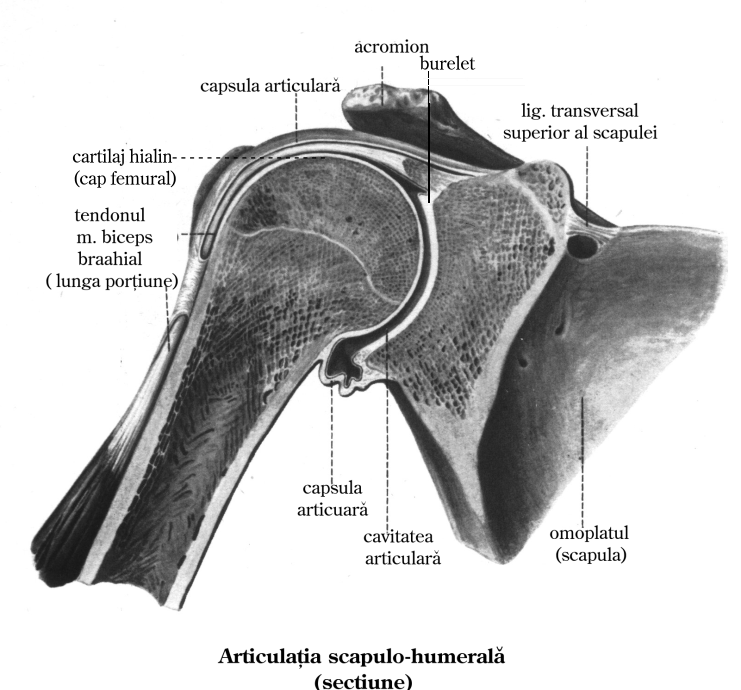 acromion
burelet
capsula articulară
lig. transversal
superior al scapulei
cartilaj hialin
(cap femural)
tendonul
m. biceps
braahial
( lunga porțiune)
capsula
articuară
cavitatea
articulară
omoplatul
(scapula)
Articulația scapulo-humerală
(sectiune)